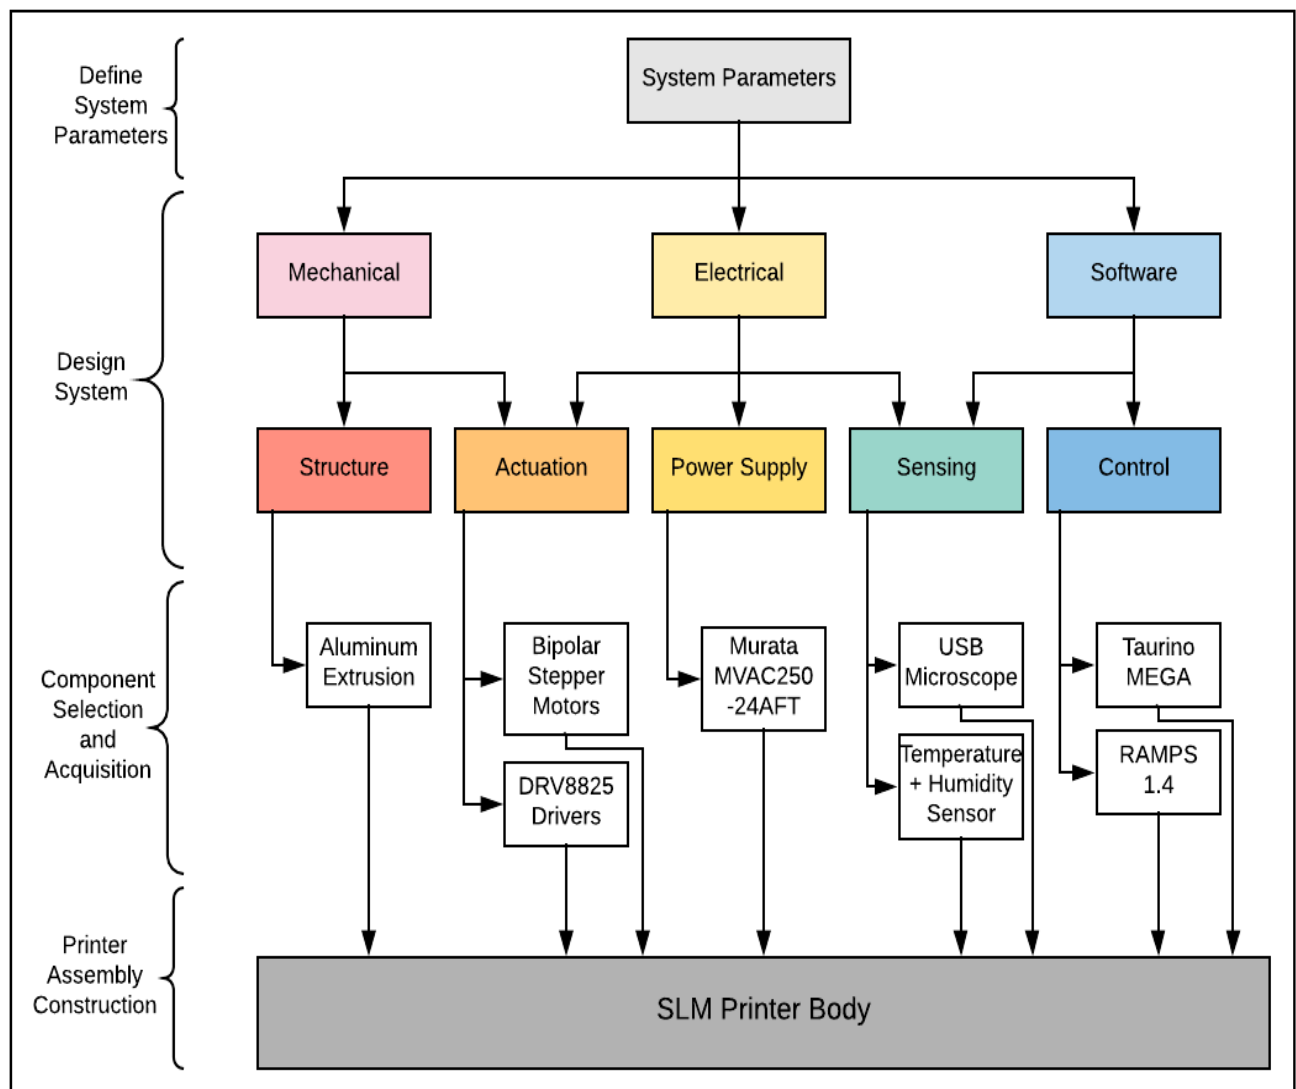 Define
System
Parameters
System Parameters
Mechanical
Electrical
Software
Design
System
Structure
Actuation
Power Supply
Sensing
Control
Component
Selection
and
Acquisition
Aluminum
Extrusion
Bipolar
Stepper
Motors
DRV8825
Drivers
Murata
MVAC250
-24AFT
USB
Microscope
Temperature
+ Humidity
Sensor
Taurino
MEGA
RAMPS
1.4
Printer
Assembly
Construction
SLM Printer Body